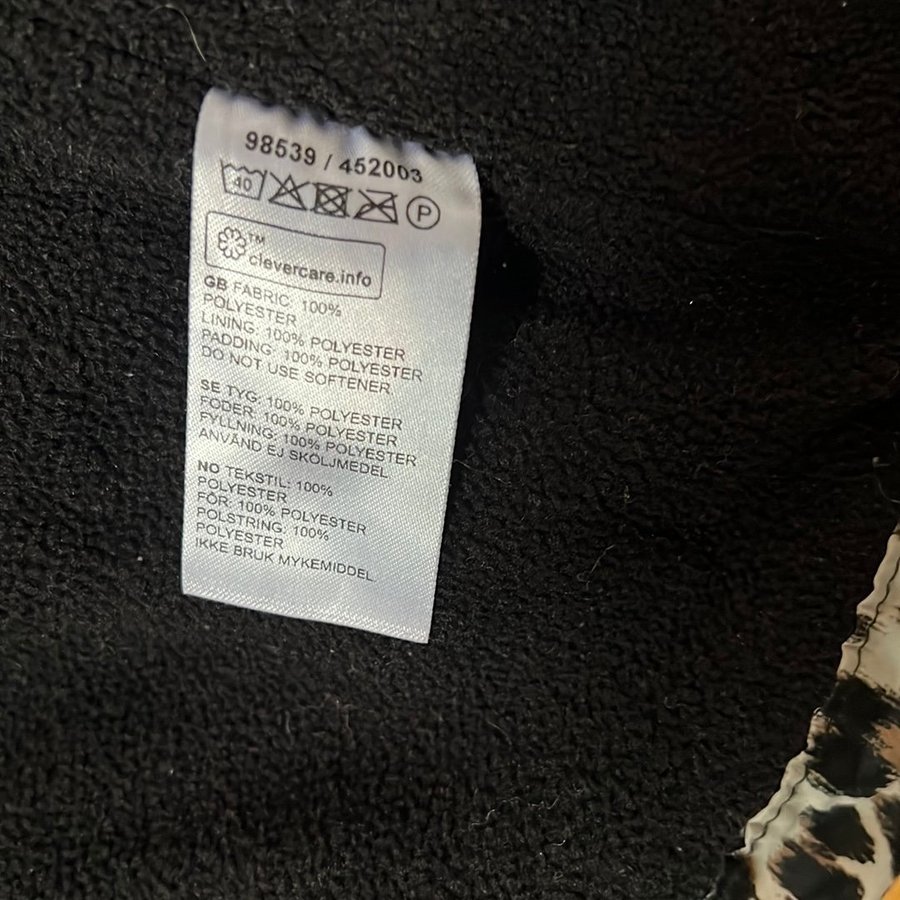 98539 / 452003
40 P
™
clevercare.info
GB FABRIC: 100%
POLYESTER
LINING: 100% POLYESTER
PADDING: 100% POLYESTER
DO NOT USE SOFTENER
SE TYG: 100% POLYESTER
FODER: 100% POLYESTER
FYLLNING: 100% POLYESTER
ANVÄND EJ SKÖLJMEDEL
NO TEKSTIL: 100%
POLYESTER
FÔR: 100% POLYESTER
POLSTRING: 100%
POLYESTER
IKKE BRUK MYKEMIDDEL